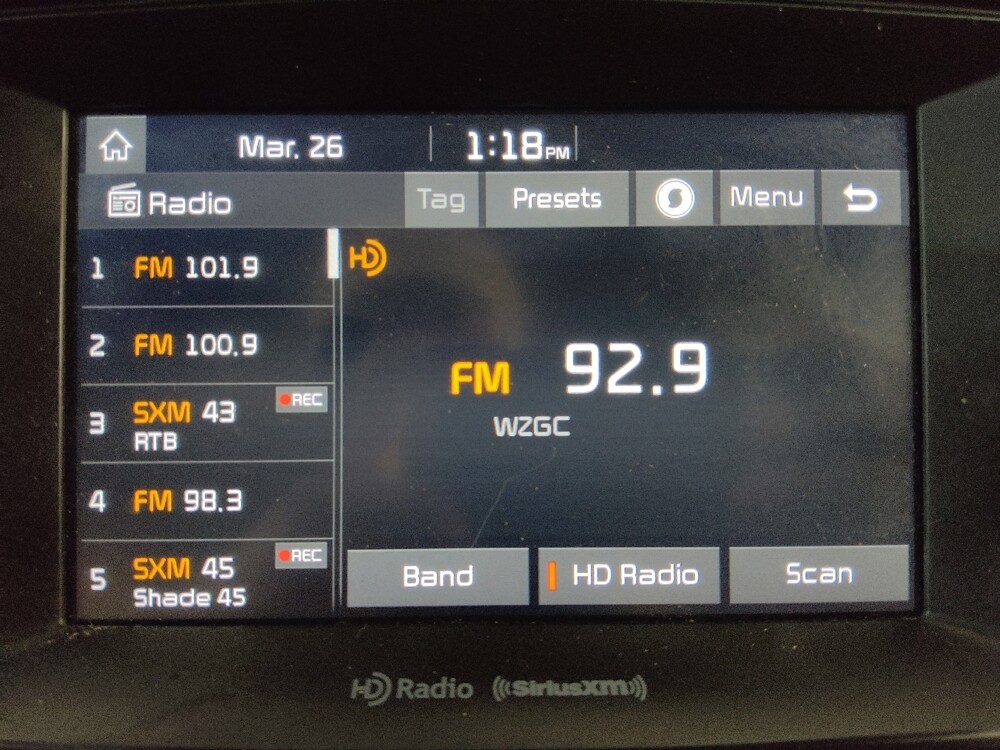 Mar. 26 1:18 PM
Radio Tag Presets Menu
1 FM 101.9
2 FM 100.9
3 SXM 43 REC
RTB
4 FM 98.3
5 SXM 45 REC
Shade 45
HD
FM 92.9
WZGC
Band HD Radio Scan
HD Radio ((SiriusXM))